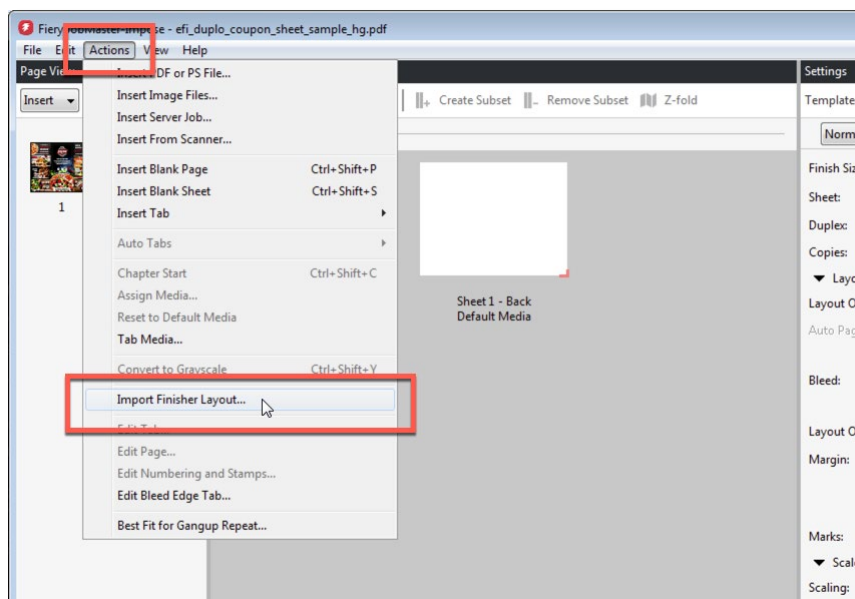 Fiery JobMaster-Impose - efi_duplo_coupon_sheet_sample_hg.pdf
File Edit Actions View Help
Page View
Settings
Insert
Create Subset Remove Subset Z-fold
Template
Norm
Insert PDF or PS File...
Insert Image Files...
Insert Server Job...
Insert From Scanner...
Insert Blank Page Ctrl+Shift+P
Insert Blank Sheet Ctrl+Shift+S
Insert Tab
Auto Tabs
Chapter Start Ctrl+Shift+C
Assign Media...
Reset to Default Media
Tab Media...
Convert to Grayscale Ctrl+Shift+Y
Import Finisher Layout...
Edit Tab...
Edit Page...
Edit Numbering and Stamps...
Edit Bleed Edge Tab...
Best Fit for Gangup Repeat...
1
Sheet 1 - Back
Default Media
Finish Siz
Sheet:
Duplex:
Copies:
Layo
Layout O
Auto Pag
Bleed:
Layout O
Margin:
Marks:
Scale
Scaling: